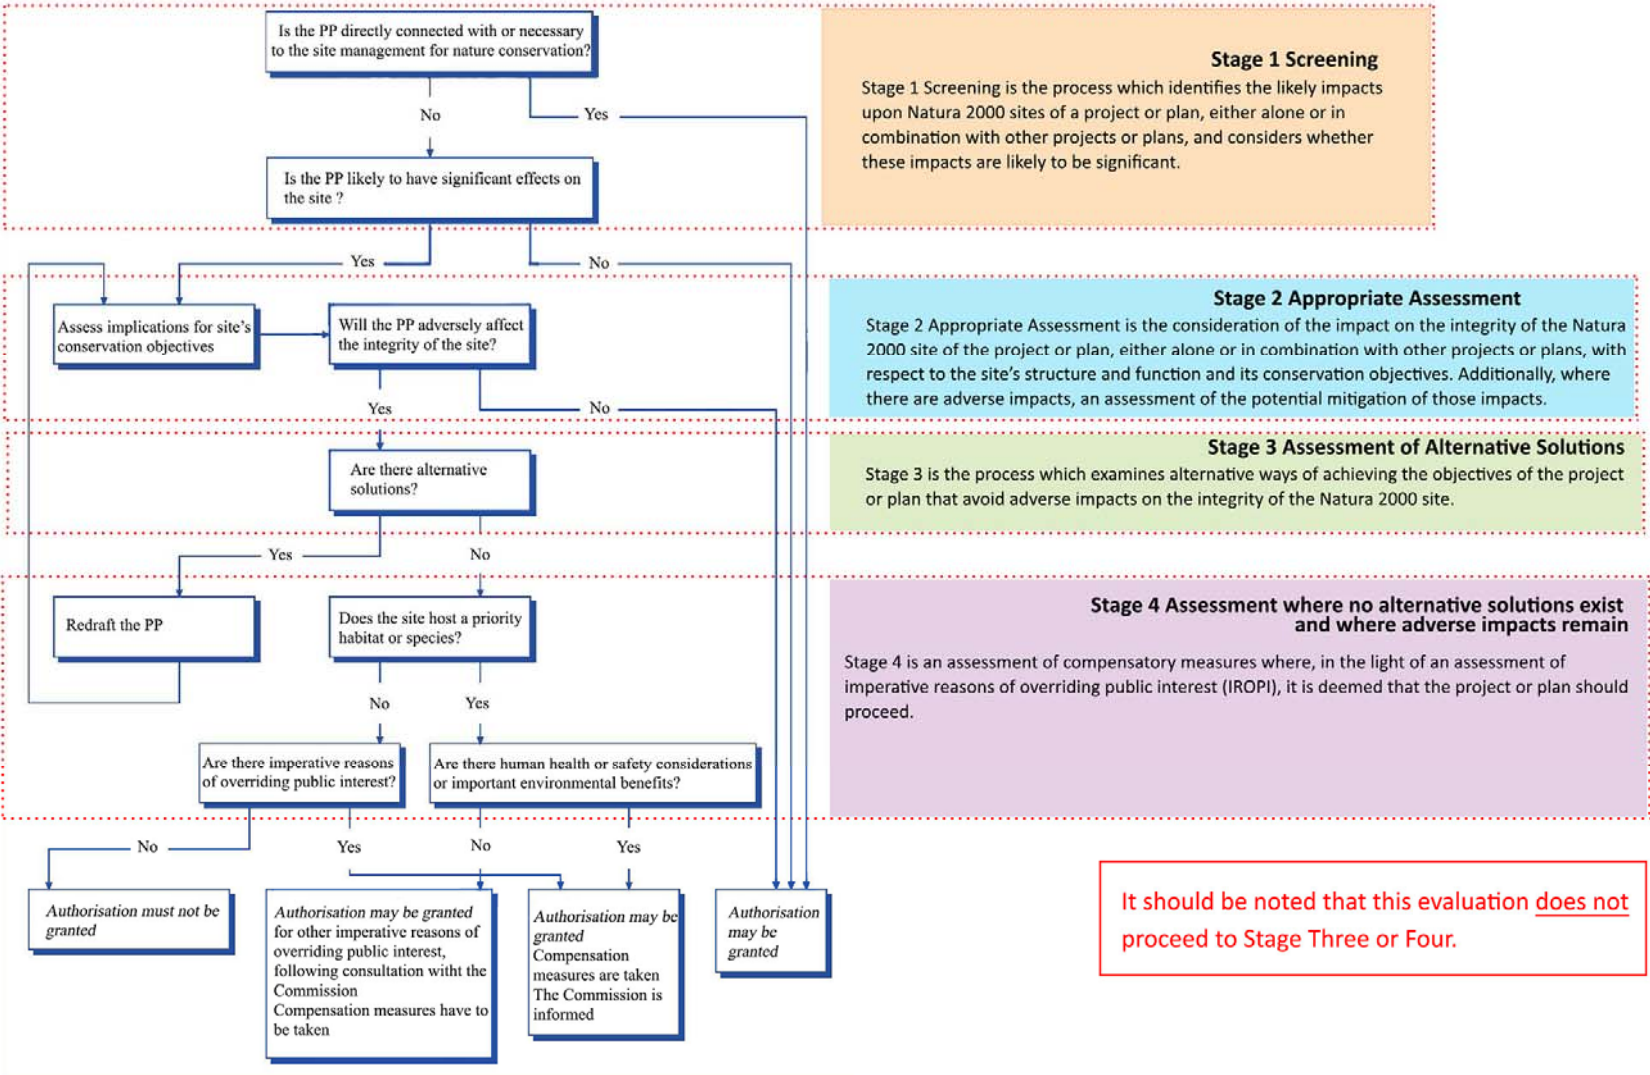 Is the PP directly connected with or necessary
to the site management for nature conservation?
No
Yes
Is the PP likely to have significant effects on
the site ?
Stage 1 Screening
Stage 1 Screening is the process which identifies the likely impacts
upon Natura 2000 sites of a project or plan, either alone or in
combination with other projects or plans, and considers whether
these impacts are likely to be significant.
Yes
No
Assess implications for site's
conservation objectives
Will the PP adversely affect
the integrity of the site?
Yes
No
Stage 2 Appropriate Assessment
Stage 2 Appropriate Assessment is the consideration of the impact on the integrity of the Natura
2000 site of the project or plan, either alone or in combination with other projects or plans, with
respect to the site's structure and function and its conservation objectives. Additionally, where
there are adverse impacts, an assessment of the potential mitigation of those impacts.
Are there alternative
solutions?
Stage 3 Assessment of Alternative Solutions
Stage 3 is the process which examines alternative ways of achieving the objectives of the project
or plan that avoid adverse impacts on the integrity of the Natura 2000 site.
Yes
No
Redraft the PP
Does the site host a priority
habitat or species?
No
Yes
Are there imperative reasons
of overriding public interest?
Are there human health or safety considerations
or important environmental benefits?
Stage 4 Assessment where no alternative solutions exist
and where adverse impacts remain
Stage 4 is an assessment of compensatory measures where, in the light of an assessment of
imperative reasons of overriding public interest (IROPI), it is deemed that the project or plan should
proceed.
No
Yes
No
Yes
Authorisation must not be
granted
Authorisation may be granted
for other imperative reasons of
overriding public interest,
following consultation witht the
Commission
Compensation measures have to
be taken
Authorisation may be
granted
Compensation
measures are taken
The Commission is
informed
Authorisation
may be
granted
It should be noted that this evaluation does not
proceed to Stage Three or Four.